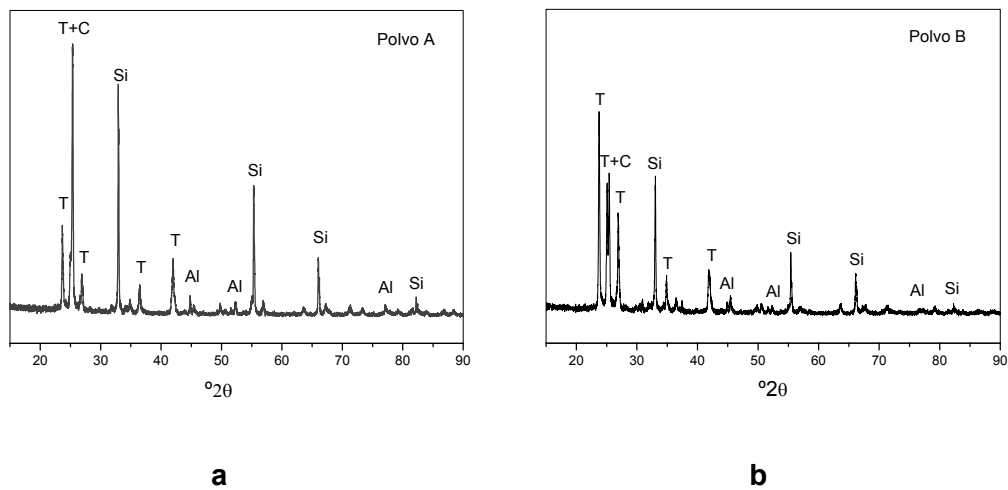 T+C
Polvo A
Si
T
T
T
T
Al
Al
Si
Si
Al
Si
20 30 40 50 60 70 80 90
º2θ
a
Polvo B
T
T+C
T
Si
T
T
Al
Al
Si
Si
Al
Si
20 30 40 50 60 70 80 90
º2θ
b